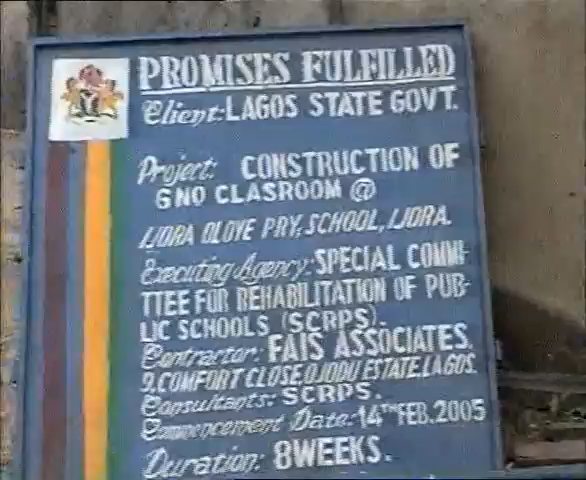 PROMISES FULFILLED
Client: LAGOS STATE GOVT.
Project: CONSTRUCTION OF
6NO CLASROOM @
IJORA OLOYE PRY, SCHOOL, IJORA.
Executing Agency: SPECIAL COMMI-
TTEE FOR REHABILITATION OF PUB-
LIC SCHOOLS (SCRPS).
Contractor: FAIS ASSOCIATES.
9, COMFORT CLOSE OJODU ESTATE, LAGOS.
Consultants: SCRPS.
Commencement Date: 14TH FEB. 2005
Duration: 8WEEKS.